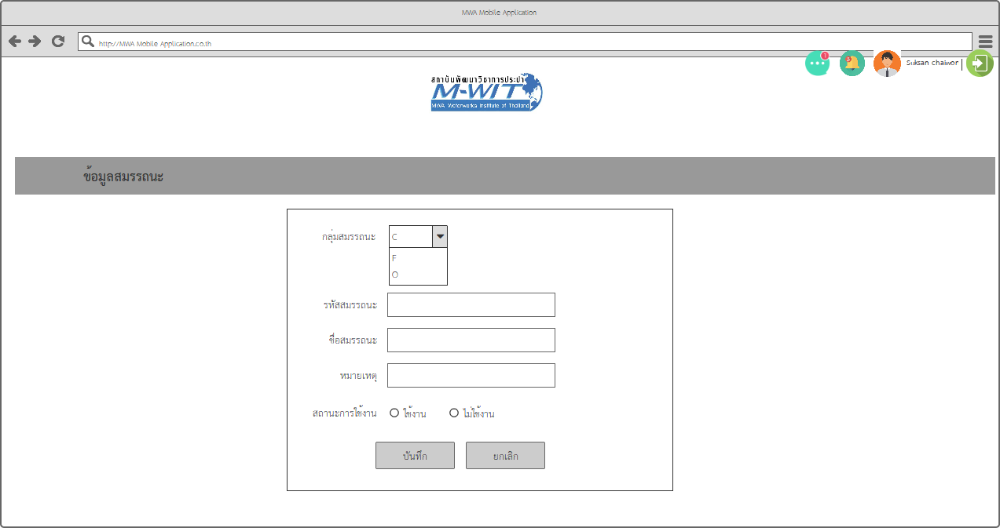 MWA Mobile Application
http://MWA Mobile Application.co.th
1
3
Suksan chaiwon
สถาบันพัฒนาวิชาการประปา
M-WIT
MWA Waterworks Institute of Thailand
ข้อมูลสมรรถนะ
กลุ่มสมรรถนะ
C
F
O
รหัสสมรรถนะ
ชื่อสมรรถนะ
หมายเหตุ
สถานะการใช้งาน ใช้งาน ไม่ใช้งาน
บันทึก ยกเลิก